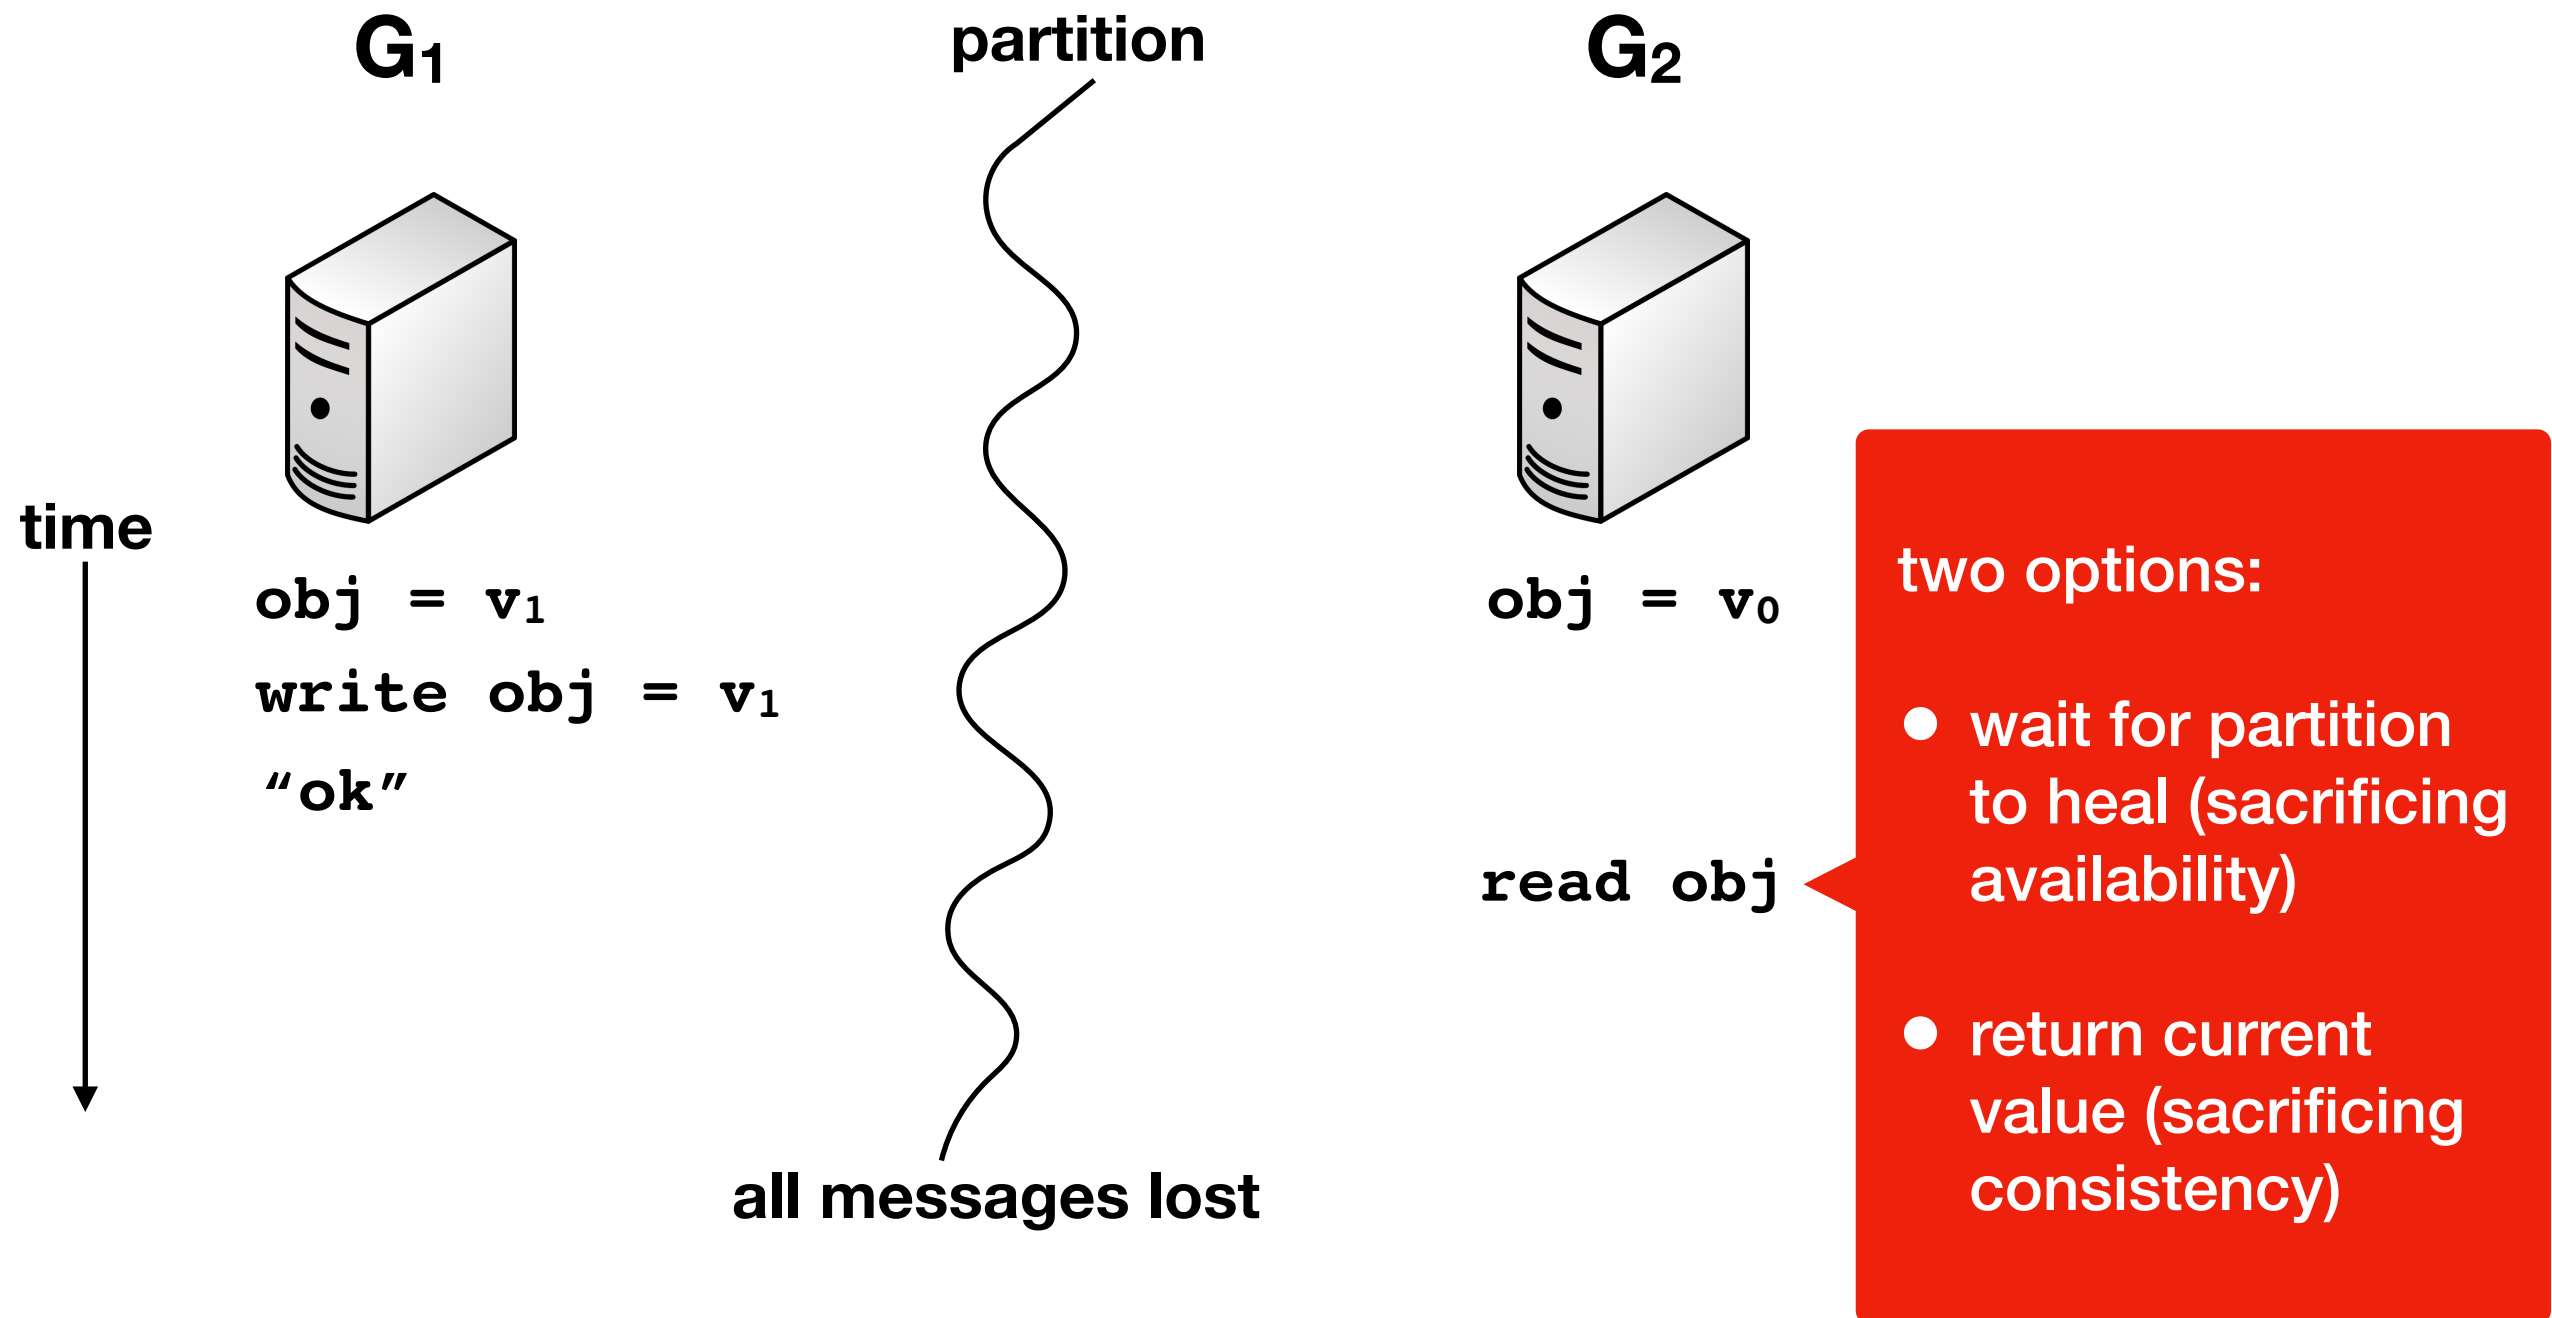 G₁
partition
G₂
time
obj = v₁
obj = v₀
write obj = v₁
“ok”
read obj
all messages lost
two options:
● wait for partition
to heal (sacrificing
availability)
● return current
value (sacrificing
consistency)